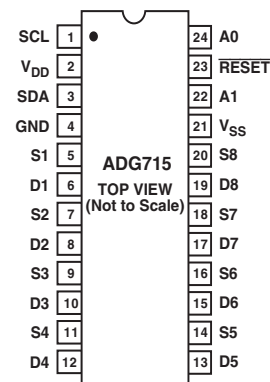 SCL 1 24 A0
VDD 2 23 RESET
SDA 3 22 A1
GND 4 21 VSS
S1 5 20 S8
ADG715
D1 6 19 D8
TOP VIEW
S2 7 (Not to Scale) 18 S7
D2 8 17 D7
S3 9 16 S6
D3 10 15 D6
S4 11 14 S5
D4 12 13 D5